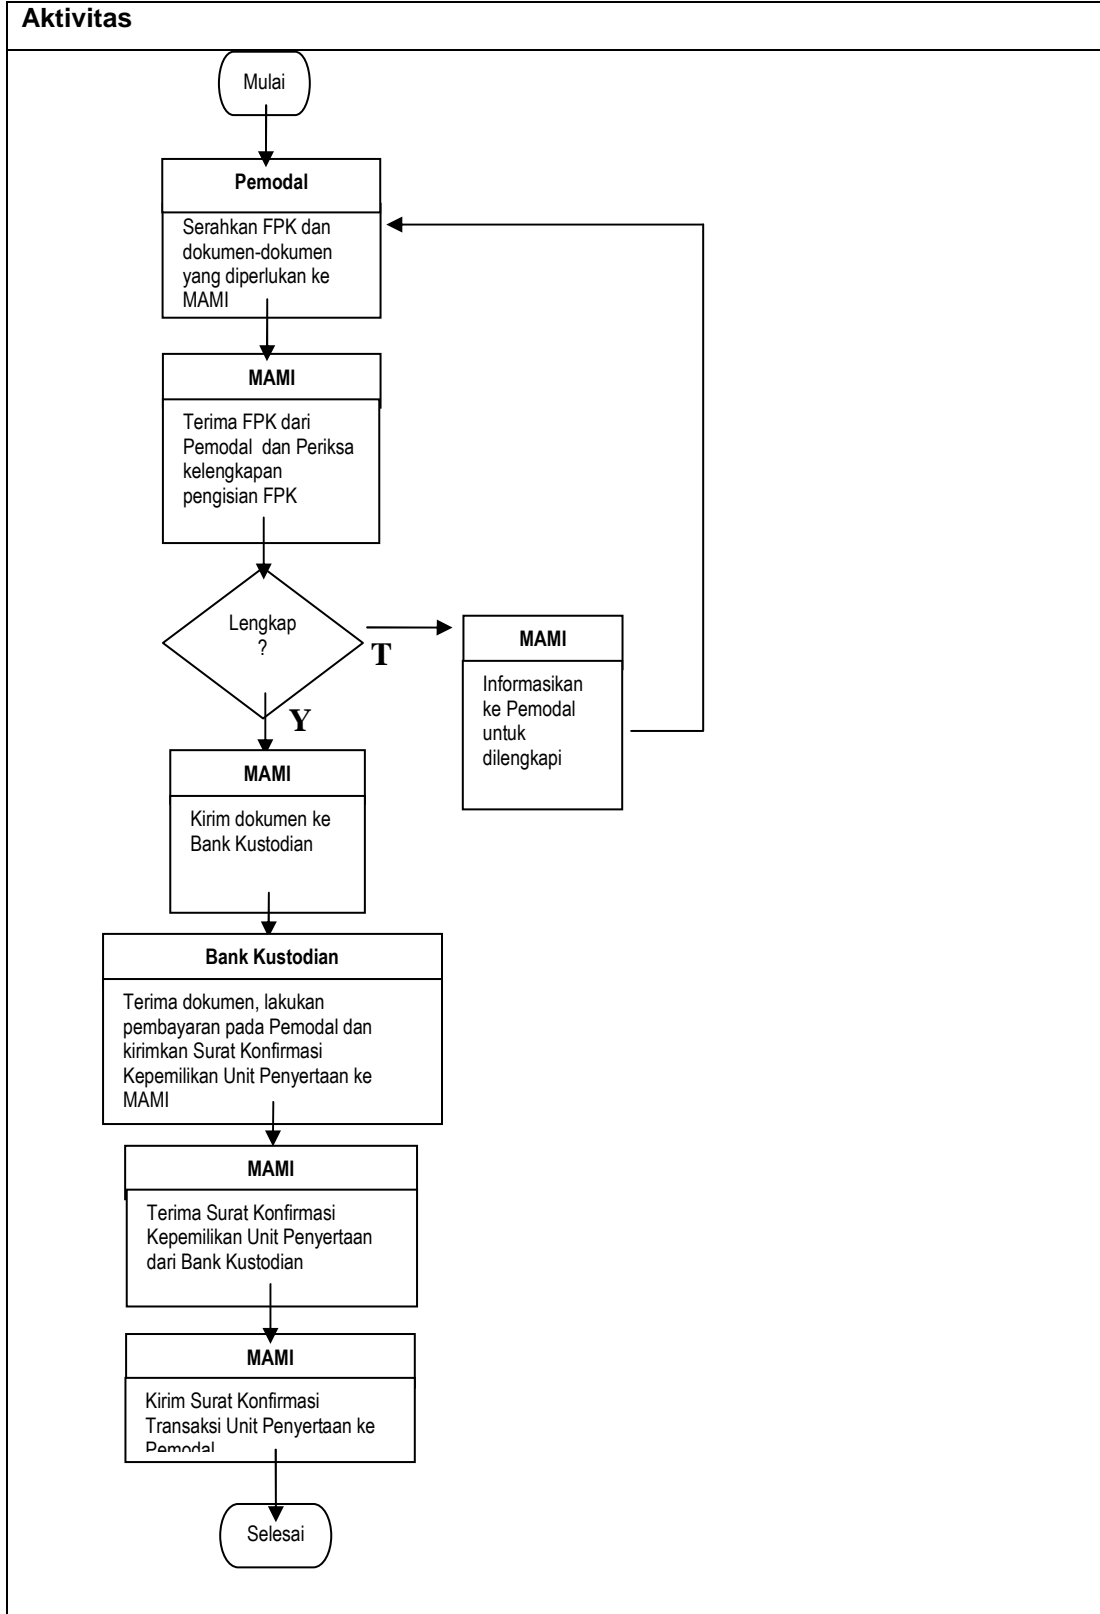 Aktivitas
Mulai
Pemodal
Serahkan FPK dan
dokumen-dokumen
yang diperlukan ke
MAMI
MAMI
Terima FPK dari
Pemodal dan Periksa
kelengkapan
pengisian FPK
Lengkap
?
T
MAMI
Informasikan
ke Pemodal
untuk
dilengkapi
Y
MAMI
Kirim dokumen ke
Bank Kustodian
Bank Kustodian
Terima dokumen, lakukan
pembayaran pada Pemodal dan
kirimkan Surat Konfirmasi
Kepemilikan Unit Penyertaan ke
MAMI
MAMI
Terima Surat Konfirmasi
Kepemilikan Unit Penyertaan
dari Bank Kustodian
MAMI
Kirim Surat Konfirmasi
Transaksi Unit Penyertaan ke
Pemodal
Selesai